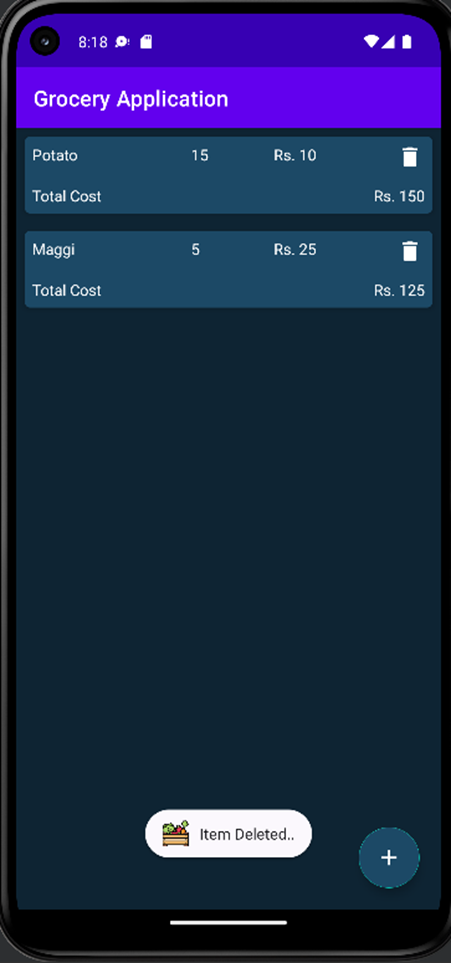 8:18
Grocery Application
Potato 15 Rs. 10
Total Cost Rs. 150
Maggi 5 Rs. 25
Total Cost Rs. 125
Item Deleted..
+